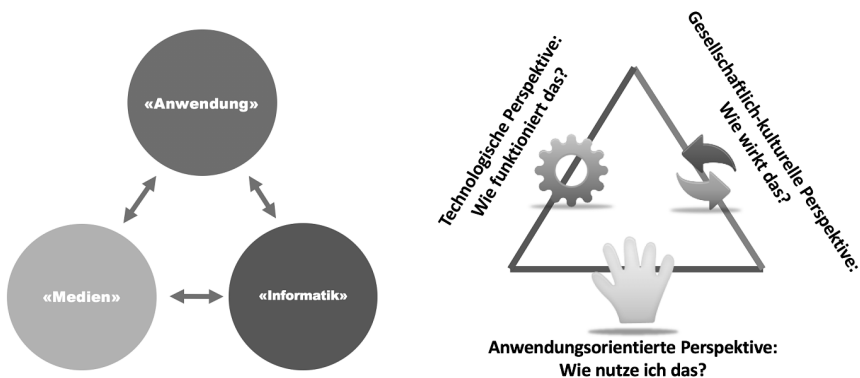 «Anwendung»
«Medien»
«Informatik»
Technologische Perspektive:
Wie funktioniert das?
Gesellschaftlich-kulturelle Perspektive:
Wie wirkt das?
Anwendungsorientierte Perspektive:
Wie nutze ich das?